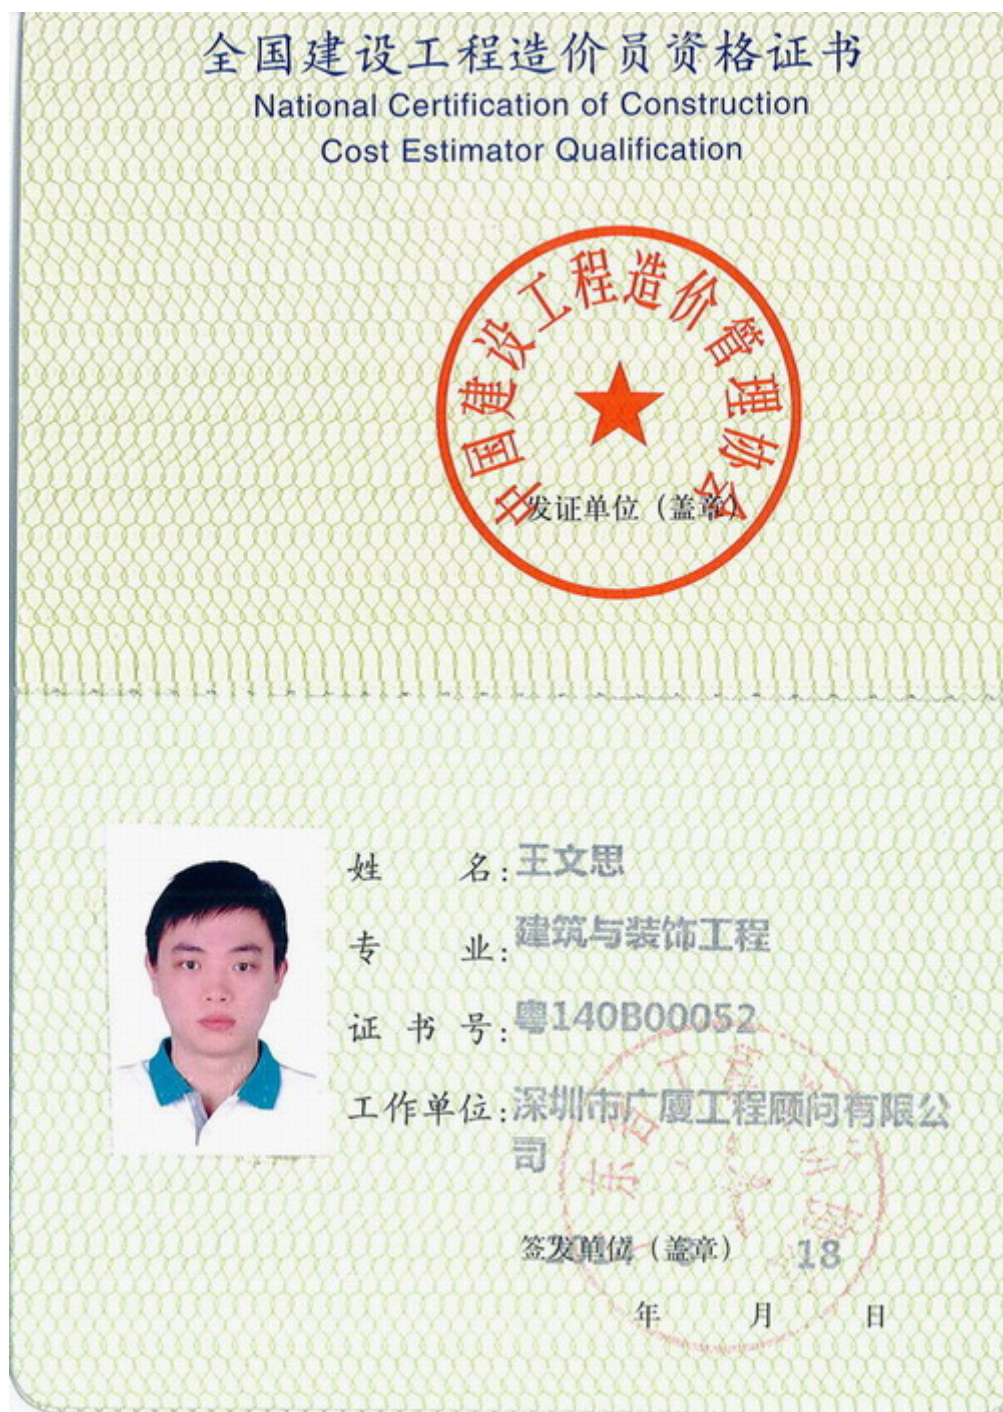 全国建设工程造价员资格证书
National Certification of Construction
Cost Estimator Qualification
中国建设工程造价管理协会
发证单位（盖章）
姓 名：王文思
专 业：建筑与装饰工程
证 书 号：粤140B00052
工作单位：深圳市广厦工程顾问有限公
司
签发单位（盖章）
18
年 月 日